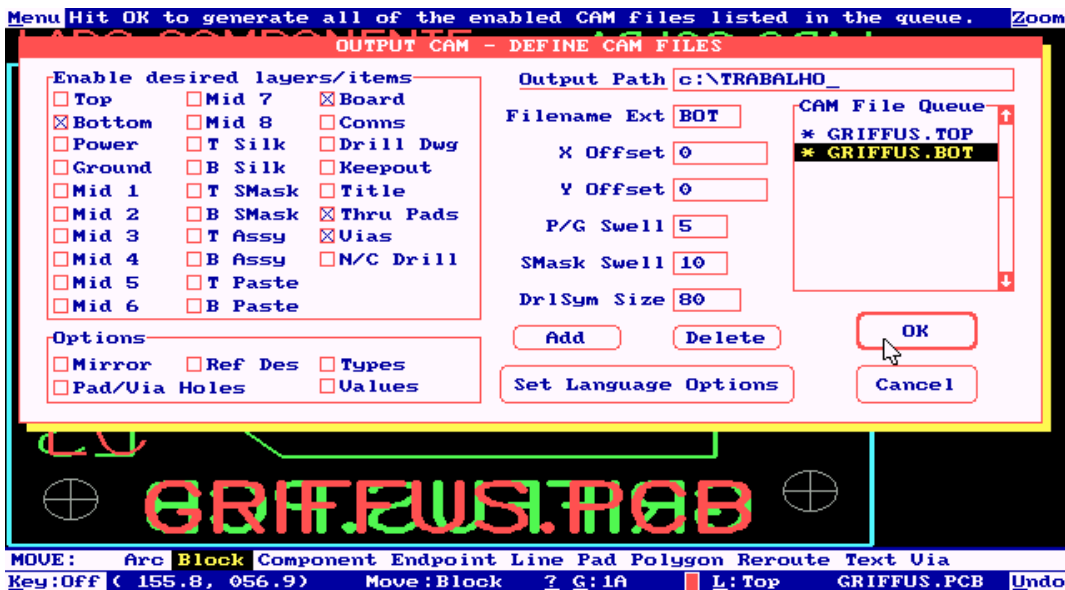 Menu Hit OK to generate all of the enabled CAM files listed in the queue. Zoom
LADO COMPONENTE
OUTPUT CAM - DEFINE CAM FILES
Enable desired layers/items
Top Mid 7 Board
Bottom Mid 8 Conns
Power T Silk Drill Dwg
Ground B Silk Keepout
Mid 1 T SMask Title
Mid 2 B SMask Thru Pads
Mid 3 T Assy Vias
Mid 4 B Assy N/C Drill
Mid 5 T Paste
Mid 6 B Paste
Options
Mirror Ref Des Types
Pad/Via Holes Values
Output Path c:\TRABALHO_
Filename Ext BOT
X Offset 0
Y Offset 0
P/G Swell 5
SMask Swell 10
DrlSym Size 80
Add Delete
Set Language Options
CAM File Queue
* GRIFFUS.TOP
* GRIFFUS.BOT
OK
Cancel
GRIFFUS.PCB
MOVE: Arc Block Component Endpoint Line Pad Polygon Reroute Text Via
Key:Off ( 155.8, 056.9) Move:Block ? G:1A L:Top GRIFFUS.PCB Undo